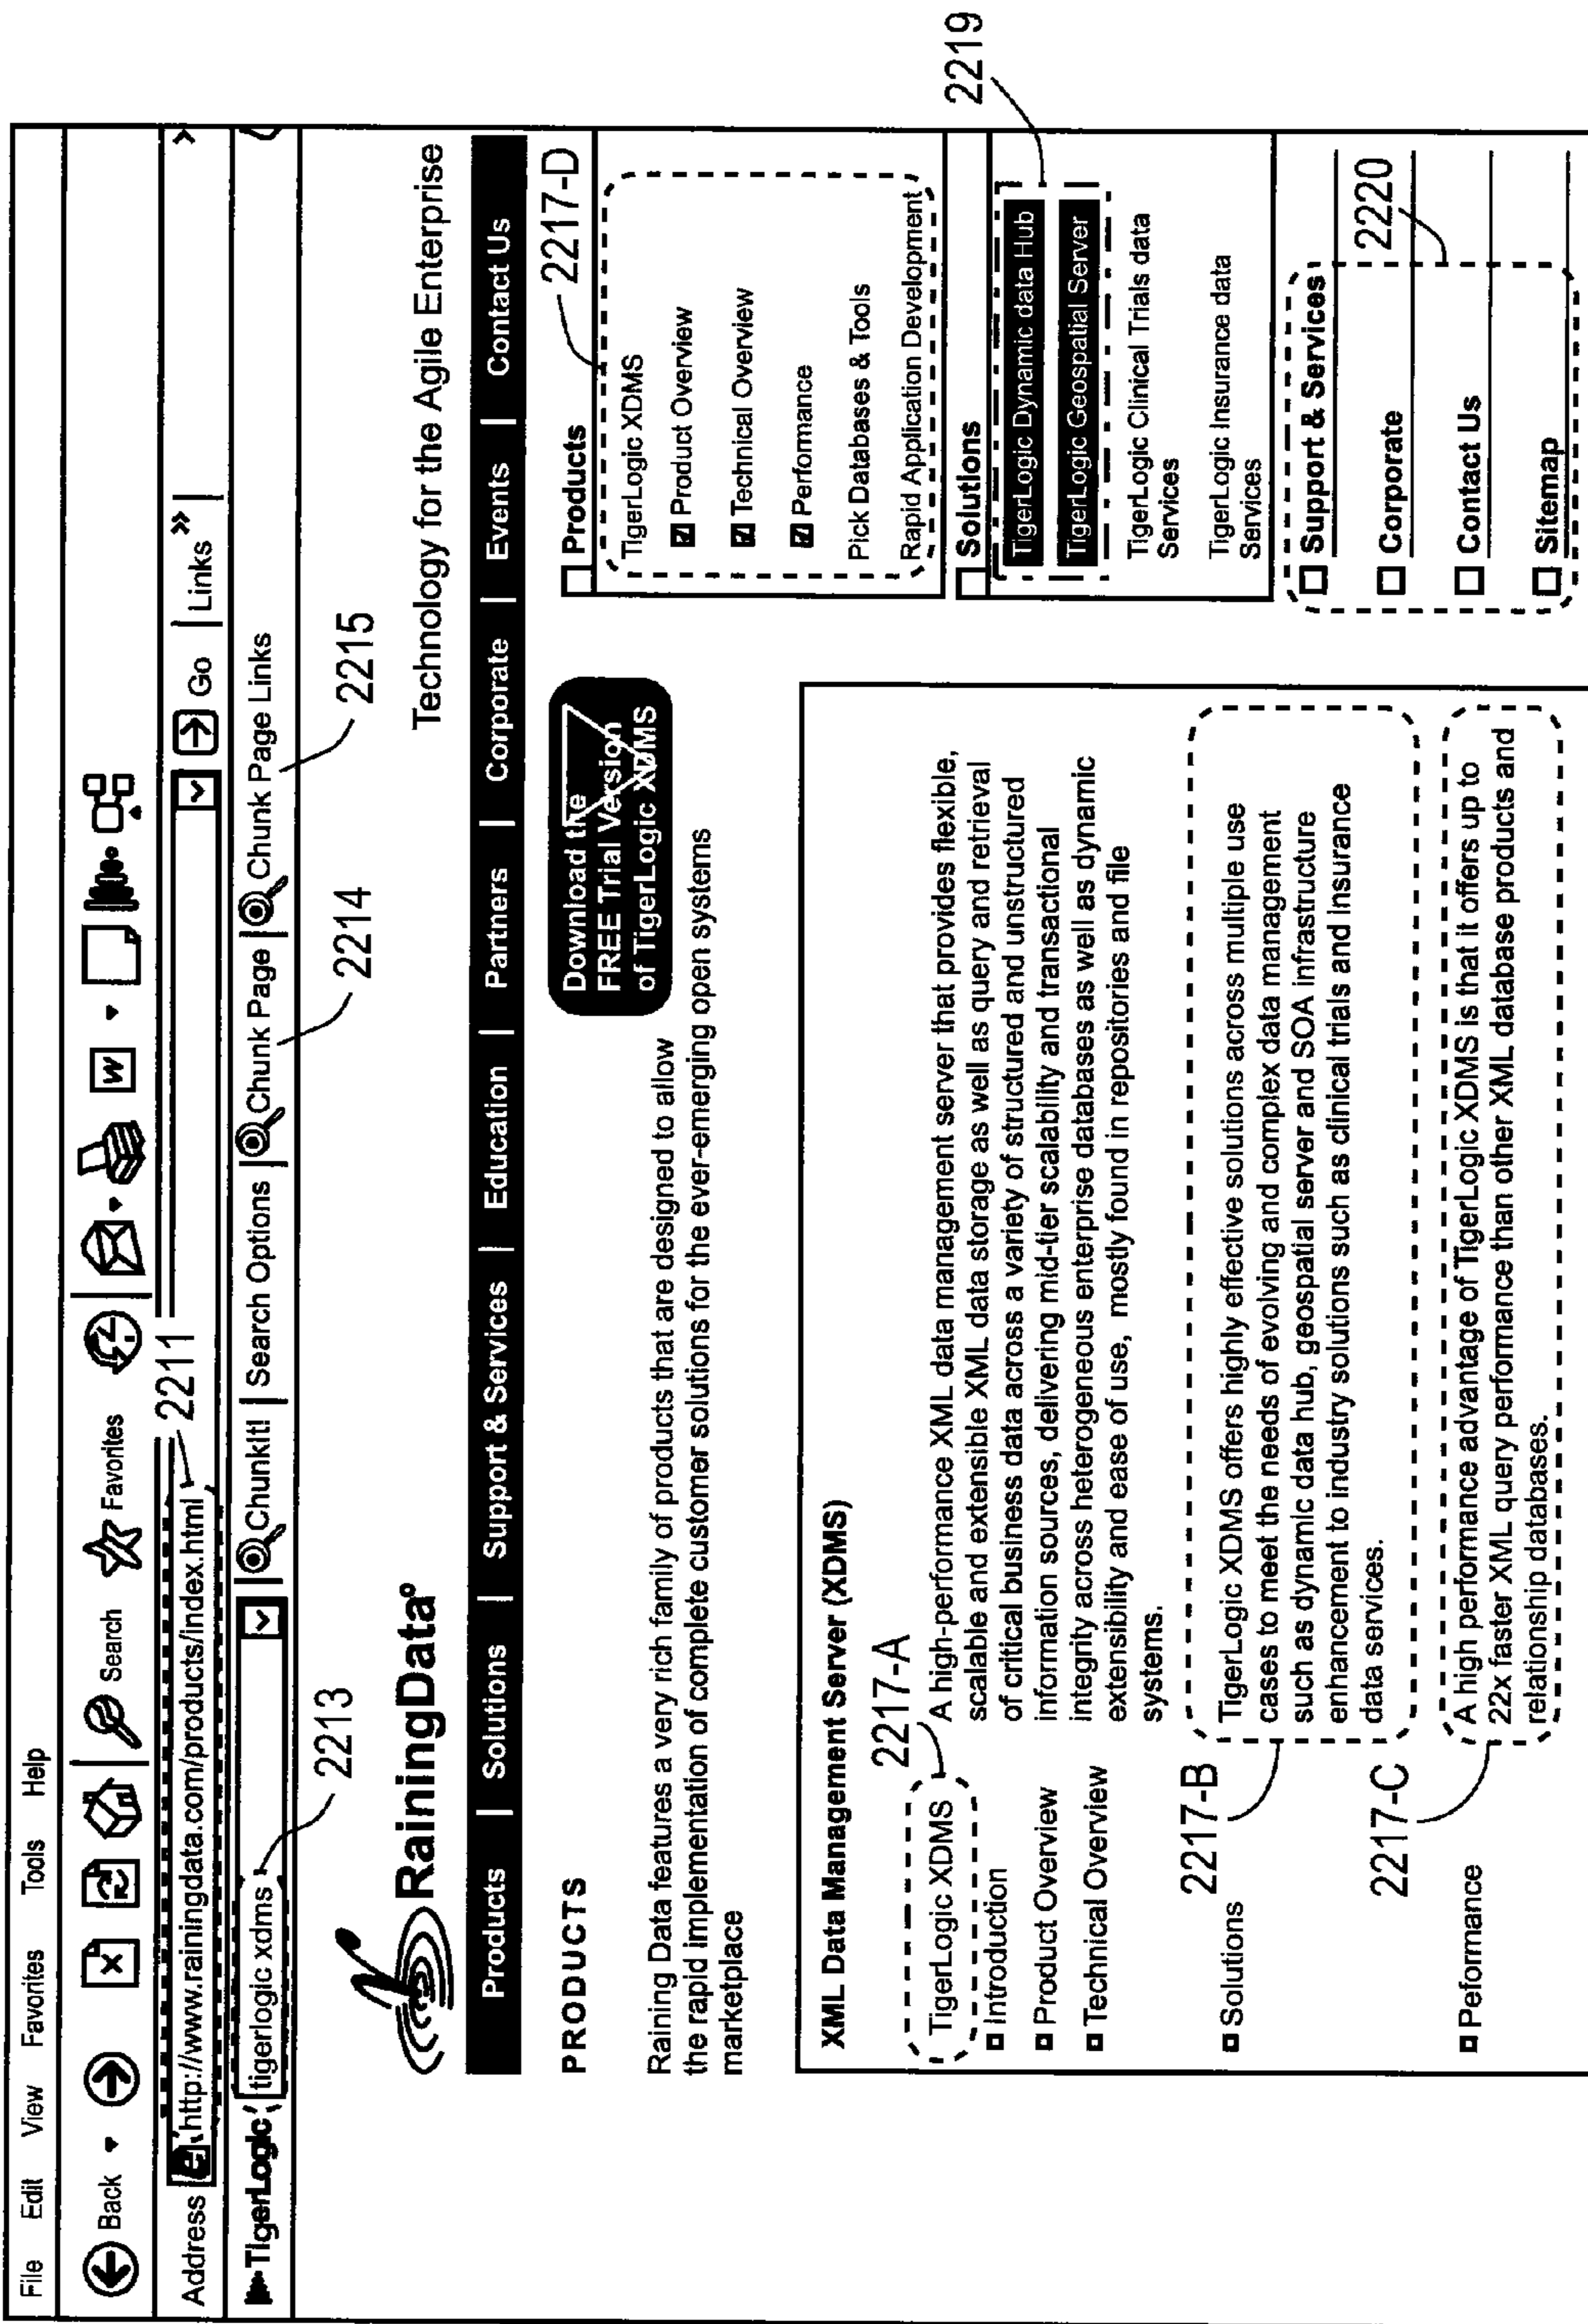 File Edit View Favorites Tools Help
Back Search Favorites W
Address http://www.rainingdata.com/products/index.html Go Links »
2211
TigerLogic tigerlogic xdms ChunkIt! Search Options Chunk Page Chunk Page Links
2213
2214
2215
RainingData
Technology for the Agile Enterprise
Products | Solutions | Support & Services | Education | Partners | Corporate | Events | Contact Us
PRODUCTS
Raining Data features a very rich family of products that are designed to allow
the rapid implementation of complete customer solutions for the ever-emerging open systems
marketplace
Download the
FREE Trial Version
of TigerLogic XDMS
XML Data Management Server (XDMS)
2217-A
TigerLogic XDMS
Introduction
Product Overview
Technical Overview
A high-performance XML data management server that provides flexible,
scalable and extensible XML data storage as well as query and retrieval
of critical business data across a variety of structured and unstructured
information sources, delivering mid-tier scalability and transactional
integrity across heterogeneous enterprise databases as well as dynamic
extensibility and ease of use, mostly found in repositories and file
systems.
2217-B
Solutions
TigerLogic XDMS offers highly effective solutions across multiple use
cases to meet the needs of evolving and complex data management
such as dynamic data hub, geospatial server and SOA infrastructure
enhancement to industry solutions such as clinical trials and insurance
data services.
2217-C
Peformance
A high performance advantage of TigerLogic XDMS is that it offers up to
22x faster XML query performance than other XML database products and
relationship databases.
Products
2217-D
TigerLogic XDMS
Product Overview
Technical Overview
Performance
Pick Databases & Tools
Rapid Application Development
Solutions
2219
TigerLogic Dynamic data Hub
TigerLogic Geospatial Server
TigerLogic Clinical Trials data
Services
TigerLogic Insurance data
Services
Support & Services
2220
Corporate
Contact Us
Sitemap